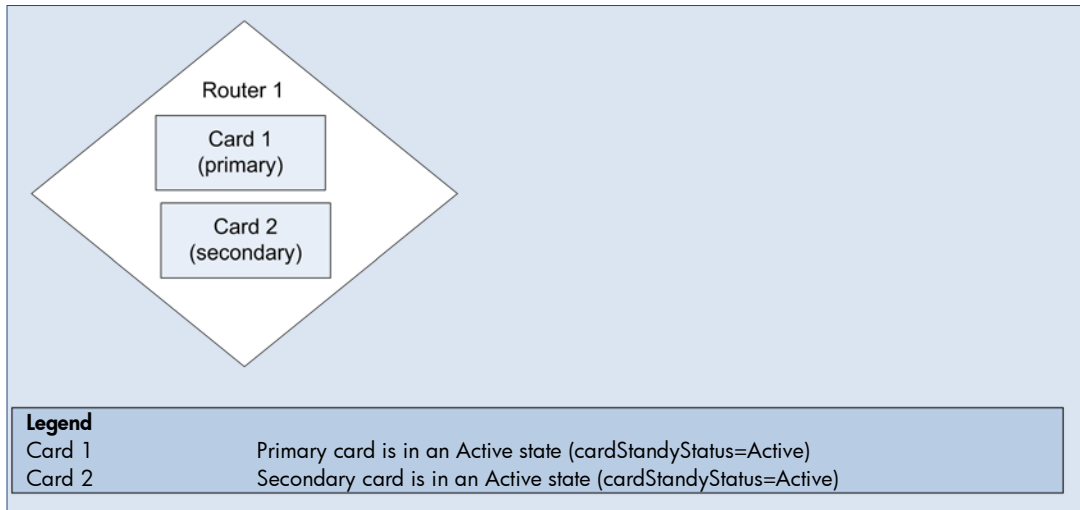 Router 1
Card 1
(primary)
Card 2
(secondary)
Legend
Card 1 Primary card is in an Active state (cardStandyStatus=Active)
Card 2 Secondary card is in an Active state (cardStandyStatus=Active)